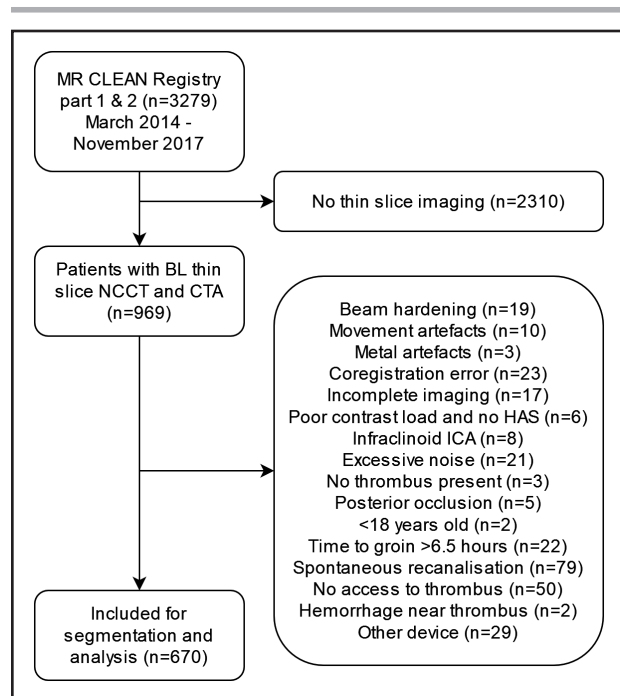 MR CLEAN Registry
part 1 & 2 (n=3279)
March 2014 -
November 2017
No thin slice imaging (n=2310)
Patients with BL thin
slice NCCT and CTA
(n=969)
Beam hardening (n=19)
Movement artefacts (n=10)
Metal artefacts (n=3)
Coregistration error (n=23)
Incomplete imaging (n=17)
Poor contrast load and no HAS (n=6)
Infraclinoid ICA (n=8)
Excessive noise (n=21)
No thrombus present (n=3)
Posterior occlusion (n=5)
<18 years old (n=2)
Time to groin >6.5 hours (n=22)
Spontaneous recanalisation (n=79)
No access to thrombus (n=50)
Hemorrhage near thrombus (n=2)
Other device (n=29)
Included for
segmentation and
analysis (n=670)